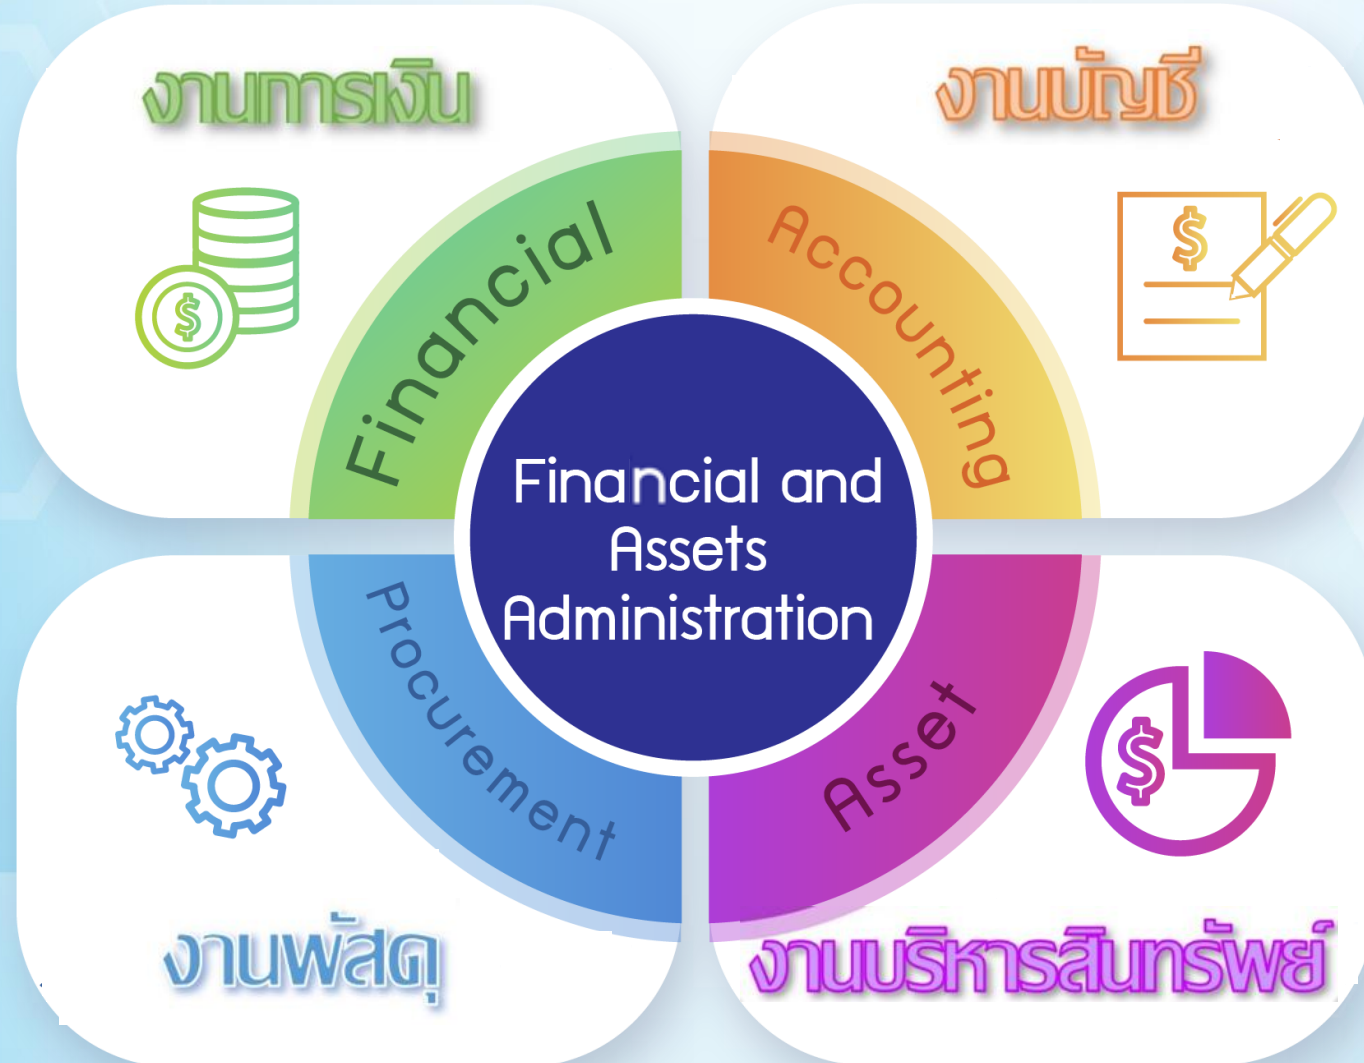 งานการเงิน
งานบัญชี
$
$
Financial
Accounting
Financial and
Assets
Administration
Procurement
Asset
$
งานพัสดุ
งานบริหารสินทรัพย์